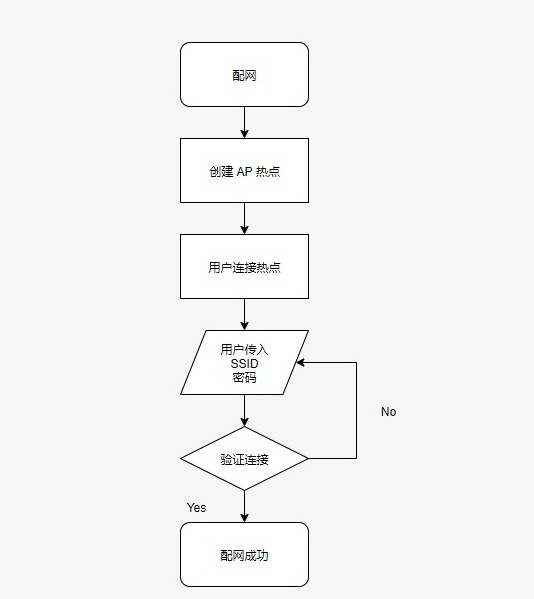 配网
创建 AP 热点
用户连接热点
用户传入
SSID
密码
No
验证连接
Yes
配网成功